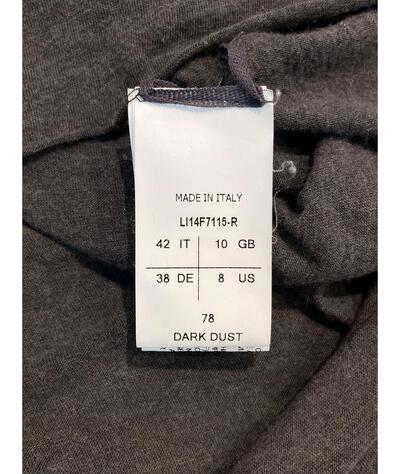 MADE IN ITALY
LI14F7115-R
42 IT 10 GB
38 DE 8 US
78
DARK DUST